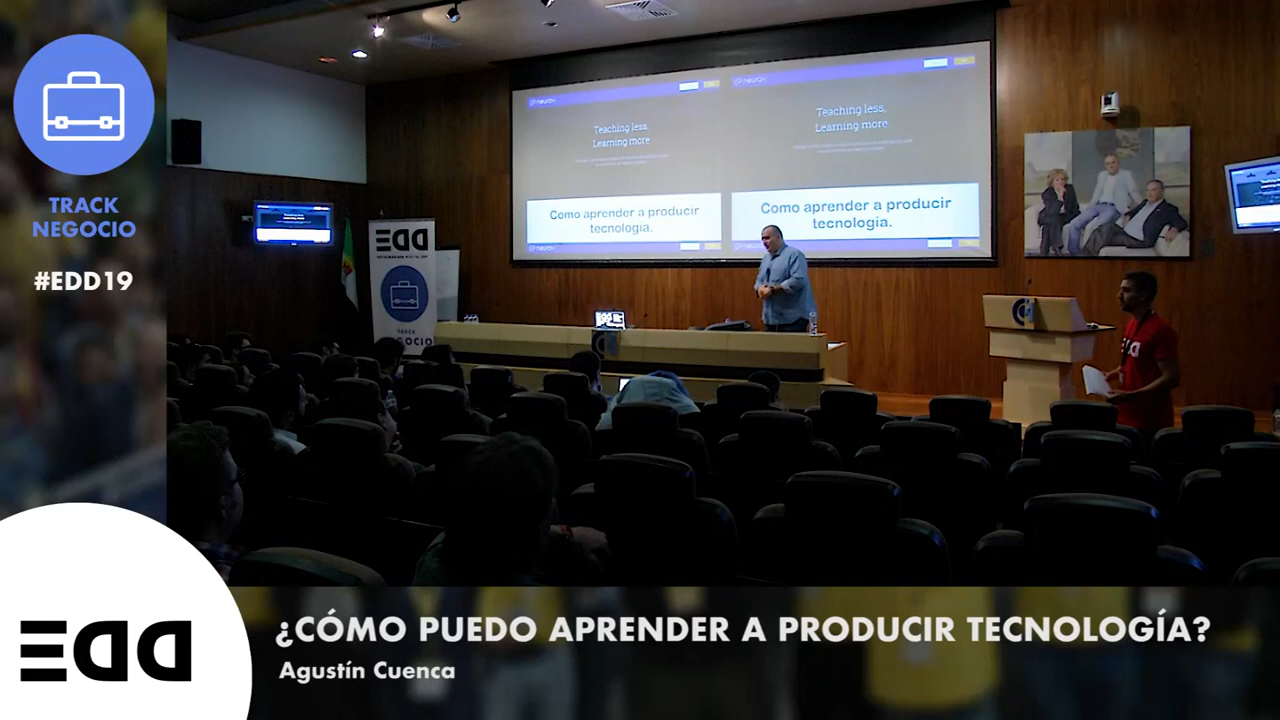 TRACK
NEGOCIO
#EDD19
Teaching less,
Learning more
Como aprender a producir
tecnología.
Teaching less,
Learning more
Como aprender a producir
tecnología.
EDD
TRACK
EDD
¿CÓMO PUEDO APRENDER A PRODUCIR TECNOLOGÍA?
Agustín Cuenca